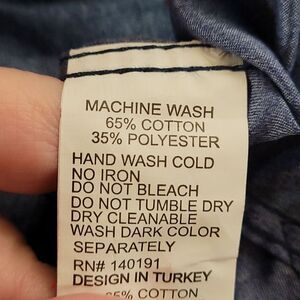 MACHINE WASH
65% COTTON
35% POLYESTER
HAND WASH COLD
NO IRON
DO NOT BLEACH
DO NOT TUMBLE DRY
DRY CLEANABLE
WASH DARK COLOR
SEPARATELY
RN# 140191
DESIGN IN TURKEY
COTTON